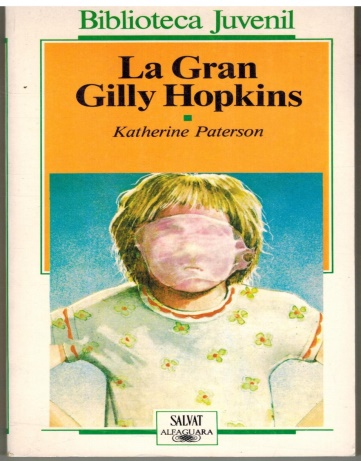 Biblioteca Juvenil
La Gran
Gilly Hopkins
Katherine Paterson
SALVAT
ALFAGUARA